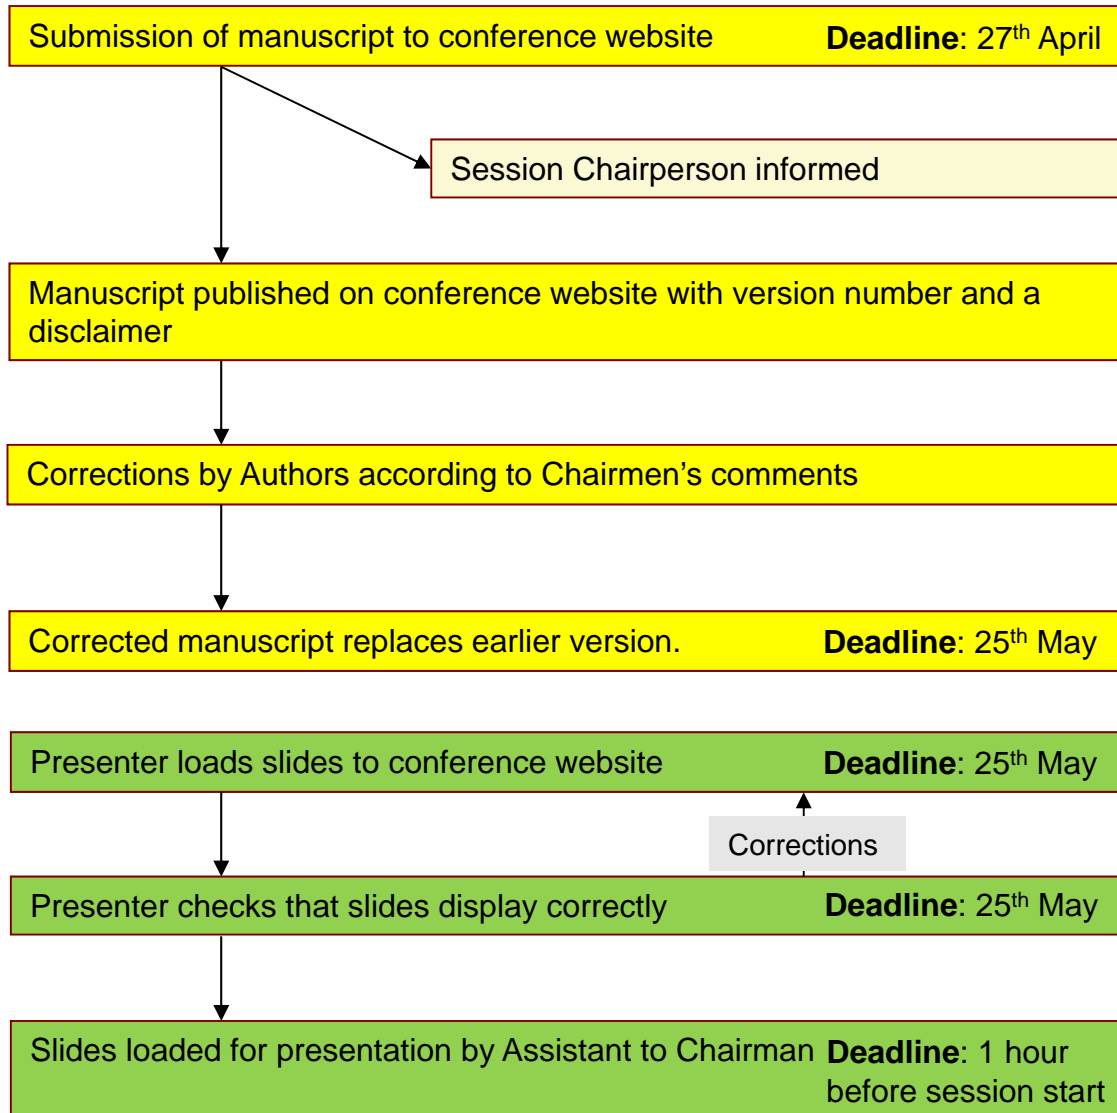 Submission of manuscript to conference website Deadline: 27th April
Session Chairperson informed
Manuscript published on conference website with version number and a
disclaimer
Corrections by Authors according to Chairmen’s comments
Corrected manuscript replaces earlier version. Deadline: 25th May
Presenter loads slides to conference website Deadline: 25th May
Corrections
Presenter checks that slides display correctly Deadline: 25th May
Slides loaded for presentation by Assistant to Chairman Deadline: 1 hour
before session start